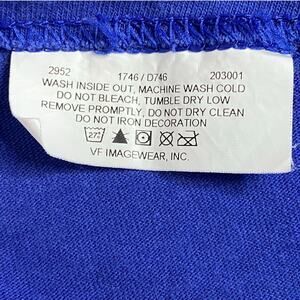 2952 1746 / D746 203001
WASH INSIDE OUT, MACHINE WASH COLD
DO NOT BLEACH, TUMBLE DRY LOW
REMOVE PROMPTLY, DO NOT DRY CLEAN
DO NOT IRON DECORATION
VF IMAGEWEAR, INC.